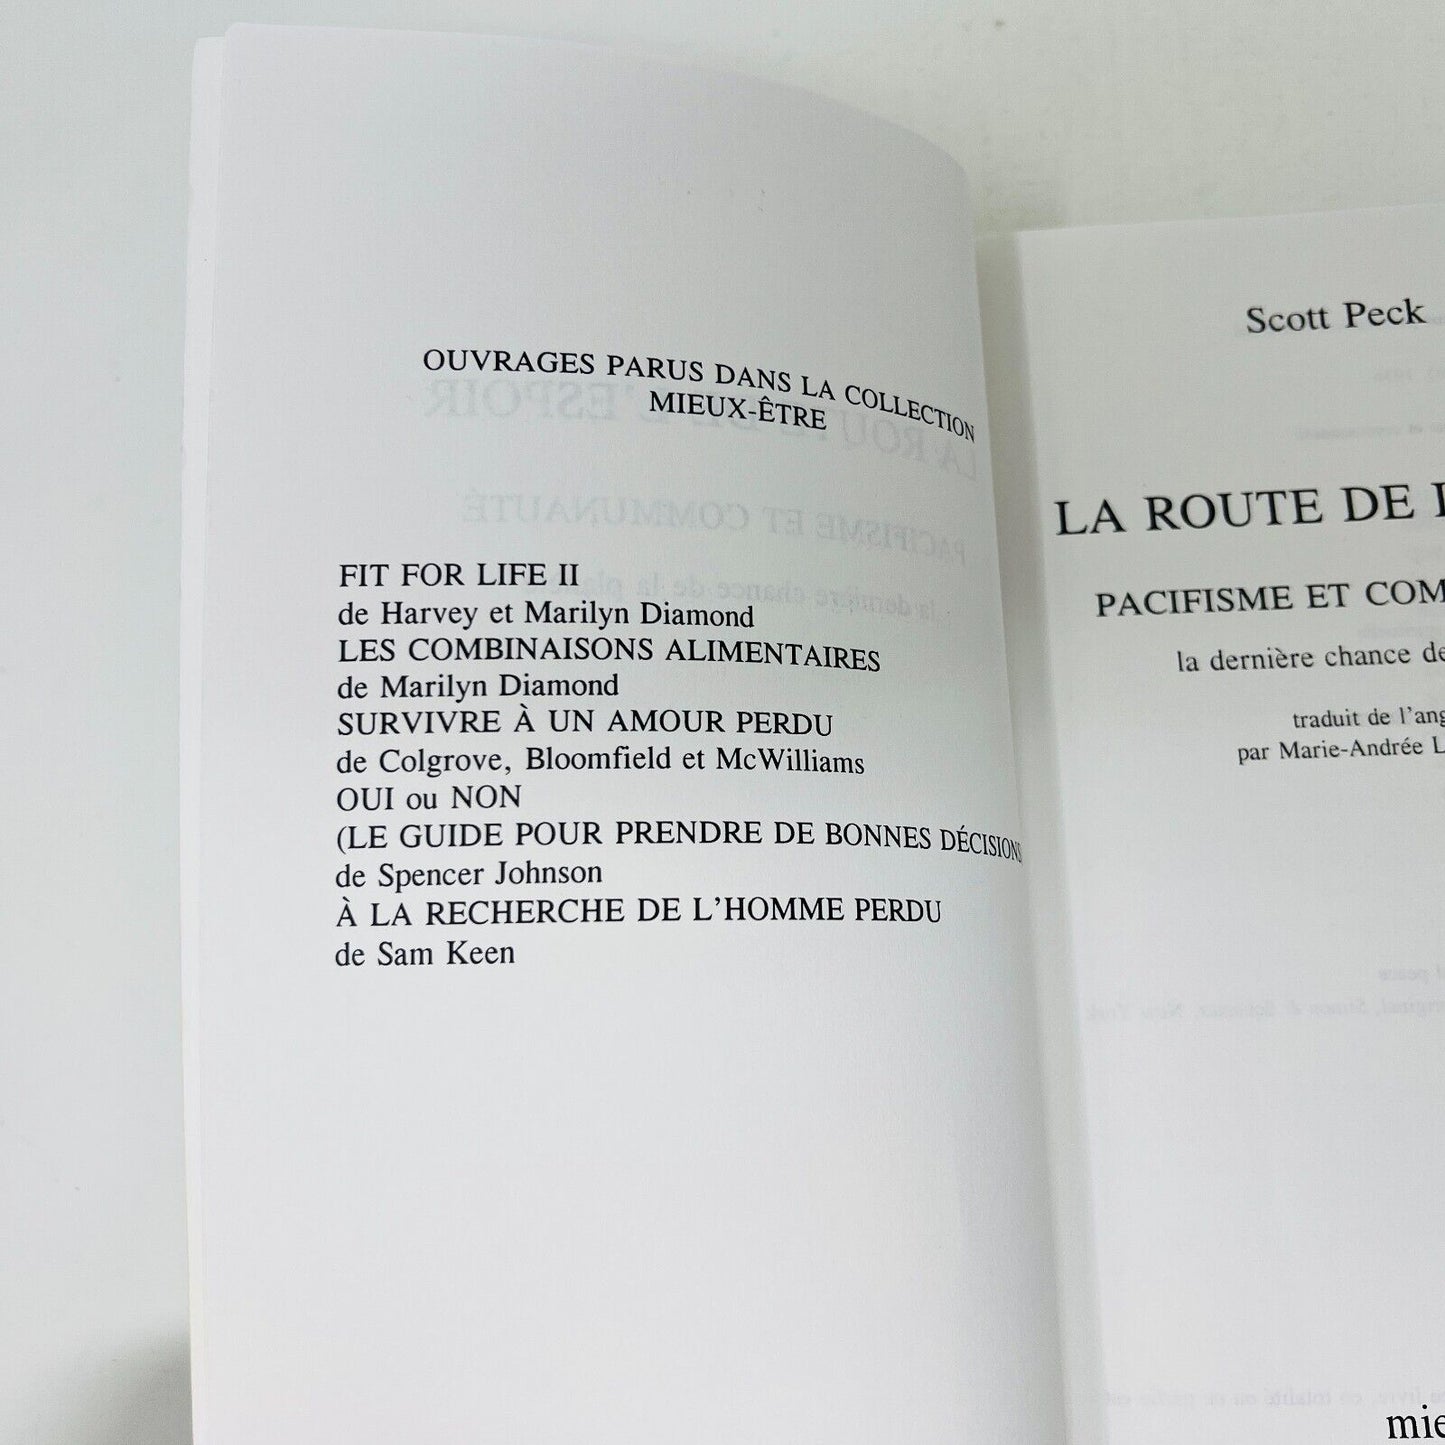 OUVRAGES PARUS DANS LA COLLECTION
MIEUX-ÊTRE
FIT FOR LIFE II
de Harvey et Marilyn Diamond
LES COMBINAISONS ALIMENTAIRES
de Marilyn Diamond
SURVIVRE À UN AMOUR PERDU
de Colgrove, Bloomfield et McWilliams
OUI ou NON
(LE GUIDE POUR PRENDRE DE BONNES DÉCISIONS
de Spencer Johnson
À LA RECHERCHE DE L'HOMME PERDU
de Sam Keen
Scott Peck
LA ROUTE DE
PACIFISME ET COM
la dernière chance de
traduit de l'ang
par Marie-Andrée L
mie